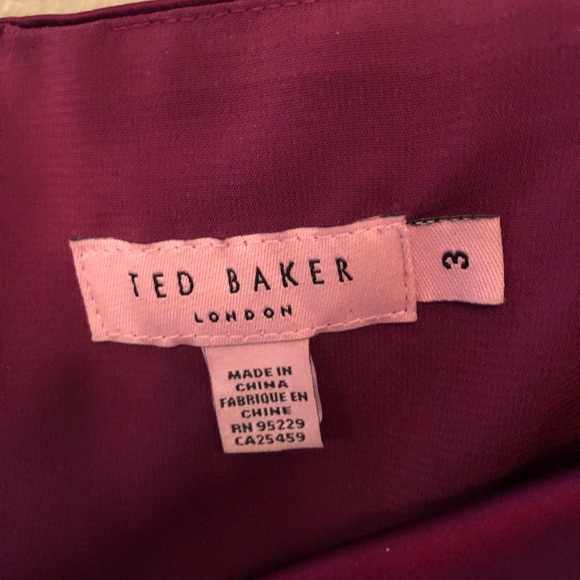 TED BAKER
LONDON
3
MADE IN
CHINA
FABRIQUE EN
CHINE
RN 95229
CA25459